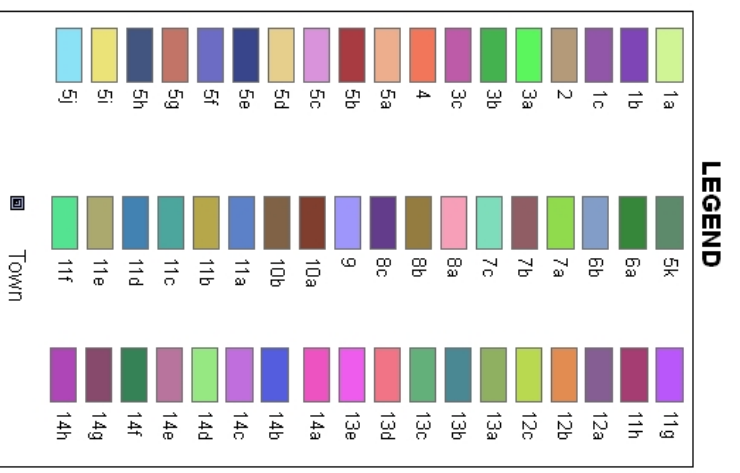 LEGEND
1a
1b
1c
2
3a
3b
3c
4
5a
5b
5c
5d
5e
5f
5g
5h
5i
5j
5k
6a
6b
7a
7b
7c
8a
8b
8c
9
10a
10b
11a
11b
11c
11d
11e
11f
11g
11h
12a
12b
12c
13a
13b
13c
13d
13e
14a
14b
14c
14d
14e
14f
14g
14h
Town